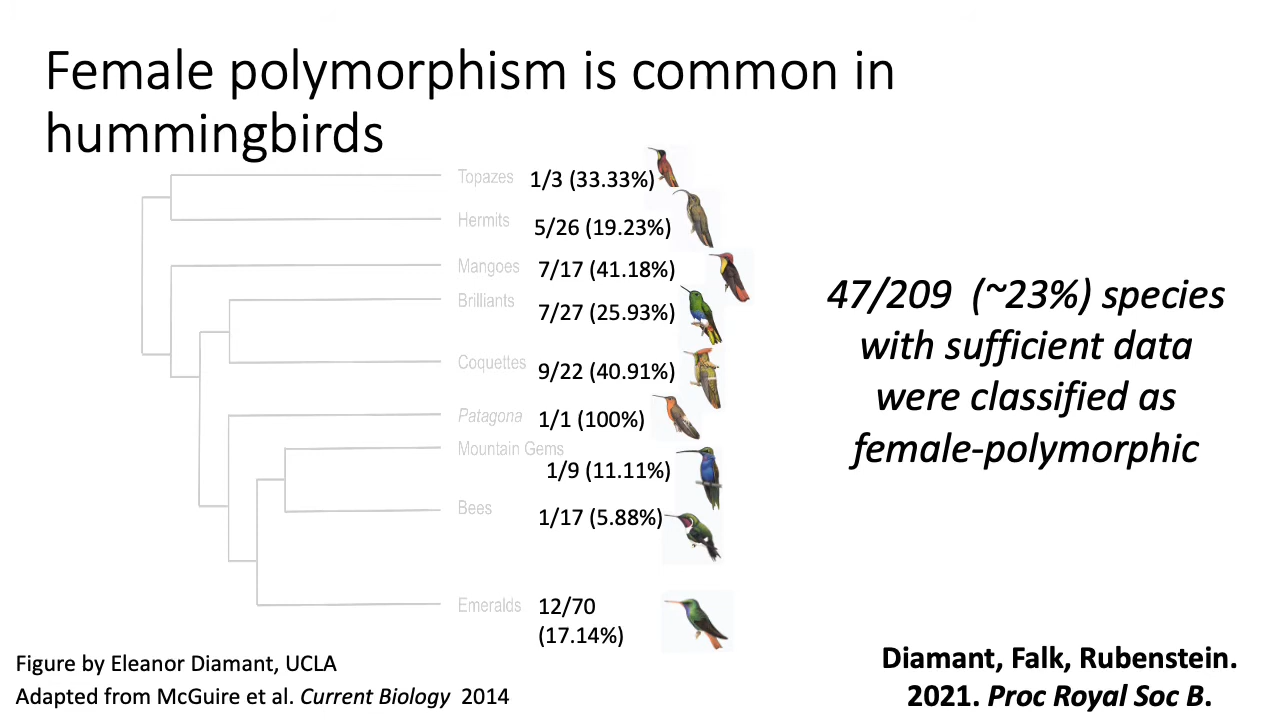 Female polymorphism is common in
hummingbirds
Topazes 1/3 (33.33%)
Hermits 5/26 (19.23%)
Mangoes 7/17 (41.18%)
Brilliants 7/27 (25.93%)
Coquettes 9/22 (40.91%)
Patagona 1/1 (100%)
Mountain Gems
1/9 (11.11%)
Bees 1/17 (5.88%)
Emeralds 12/70
(17.14%)
47/209 (~23%) species
with sufficient data
were classified as
female-polymorphic
Figure by Eleanor Diamant, UCLA
Adapted from McGuire et al. Current Biology 2014
Diamant, Falk, Rubenstein.
2021. Proc Royal Soc B.